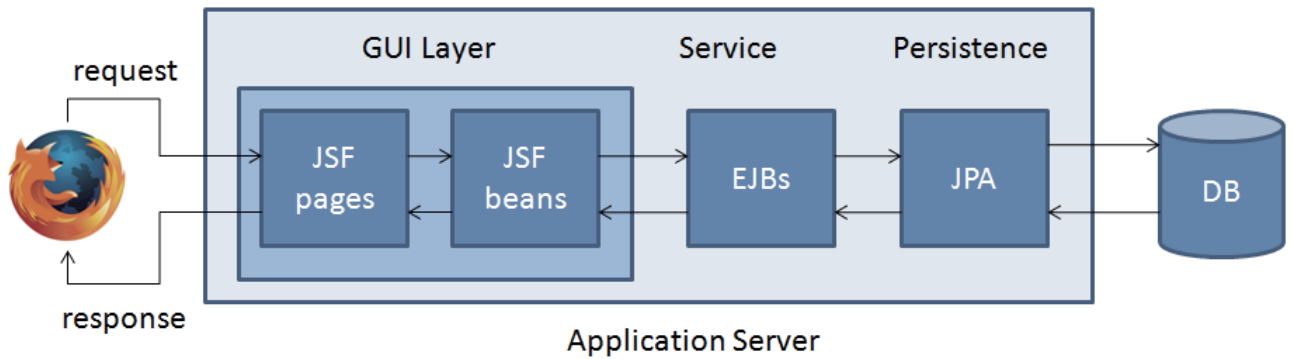 GUI Layer
Service
Persistence
request
JSF
pages
JSF
beans
EJBs
JPA
DB
response
Application Server